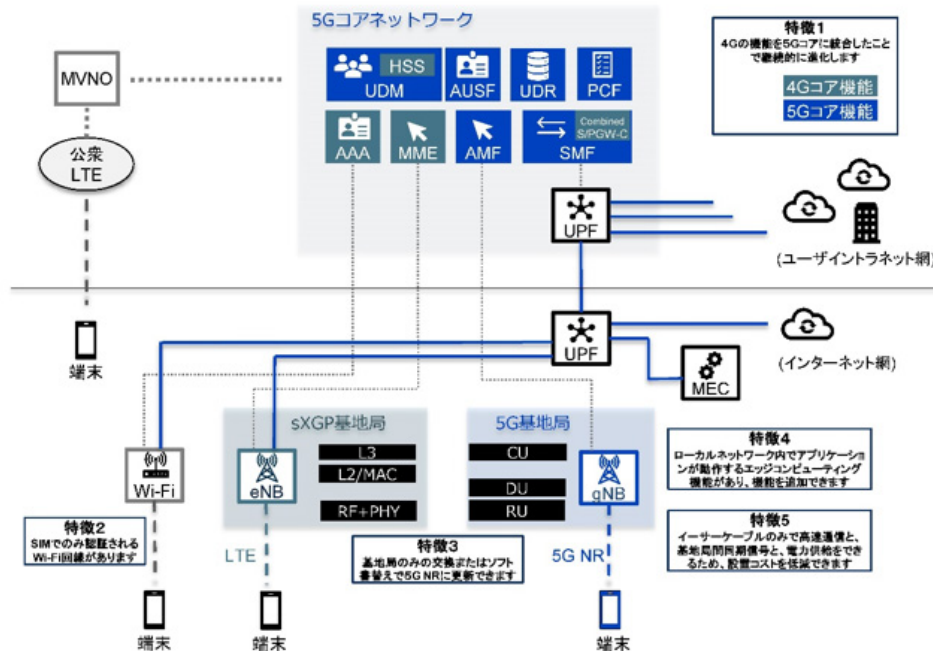 5Gコアネットワーク
MVNO
公衆
LTE
端末
HSS
UDM
AUSF
UDR
PCF
AAA
MME
AMF
Combined
S/PGW-C
SMF
UPF
特徴1
4Gの機能を5Gコアに統合したこと
で継続的に進化します
4Gコア機能
5Gコア機能
(ユーザイントラネット網)
UPF
(インターネット網)
MEC
Wi-Fi
sXGP基地局
eNB
L3
L2/MAC
RF+PHY
5G基地局
CU
DU
RU
gNB
特徴4
ローカルネットワーク内でアプリケーショ
ンが動作するエッジコンピューティング
機能があり、機能を追加できます
特徴2
SIMでのみ認証される
Wi-Fi回線があります
LTE
特徴3
基地局のみの交換またはソフト
書替えで5G NRに更新できます
5G NR
特徴5
イーサーケーブルのみで高速通信と、
基地局間同期信号と、電力供給をでき
るため、設置コストを低減できます
端末
端末
端末